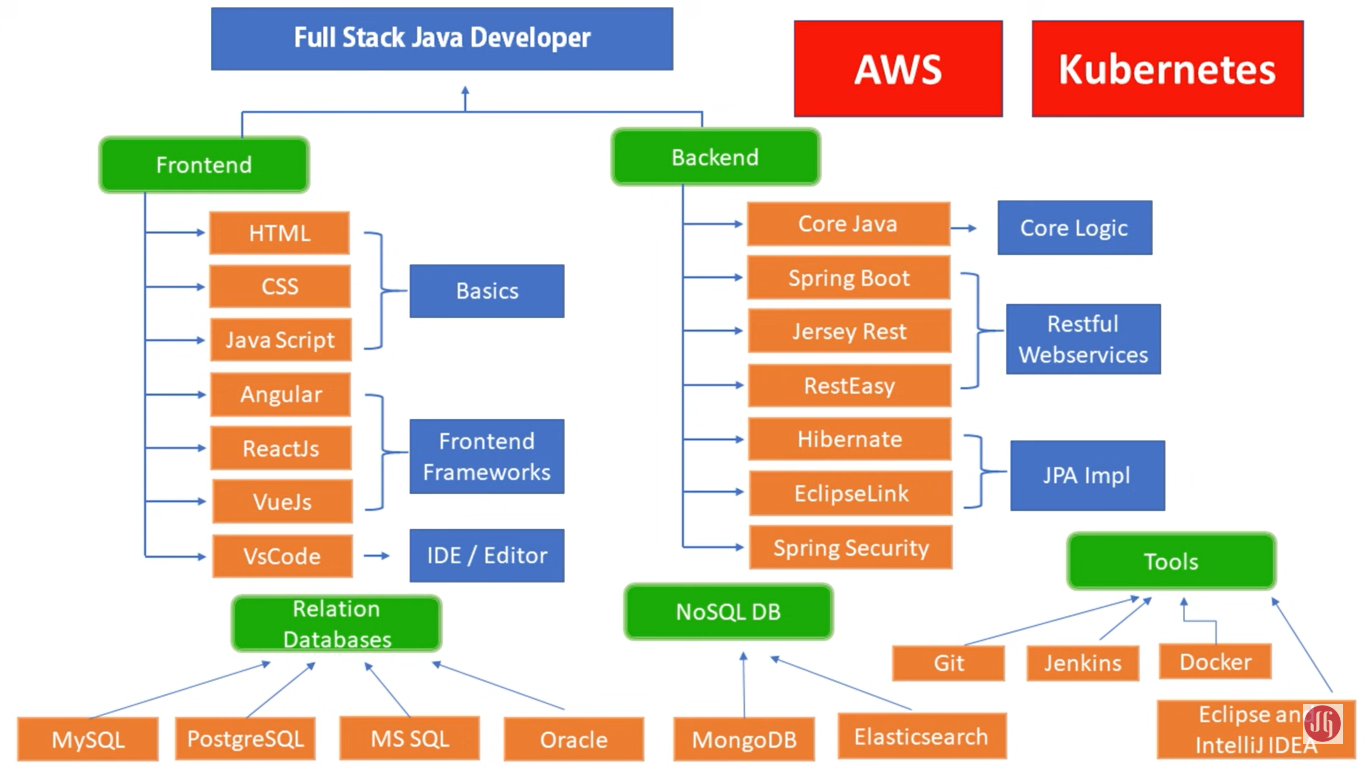 Full Stack Java Developer
AWS
Kubernetes
Frontend
Backend
HTML
CSS
Java Script
Basics
Angular
ReactJs
VueJs
Frontend
Frameworks
VsCode
IDE / Editor
Core Java
Core Logic
Spring Boot
Jersey Rest
RestEasy
Restful
Webservices
Hibernate
EclipseLink
JPA Impl
Spring Security
Relation
Databases
MySQL
PostgreSQL
MS SQL
Oracle
NoSQL DB
MongoDB
Elasticsearch
Tools
Git
Jenkins
Docker
Eclipse and
IntelliJ IDEA